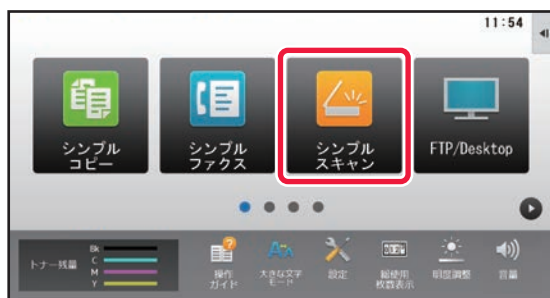 11:54
シンプル
コピー
シンプル
ファクス
シンプル
スキャン
FTP/Desktop
トナー残量
Bk
C
M
Y
操作
ガイド
大きな文字
モード
設定
総使用
枚数表示
明度調整
音量